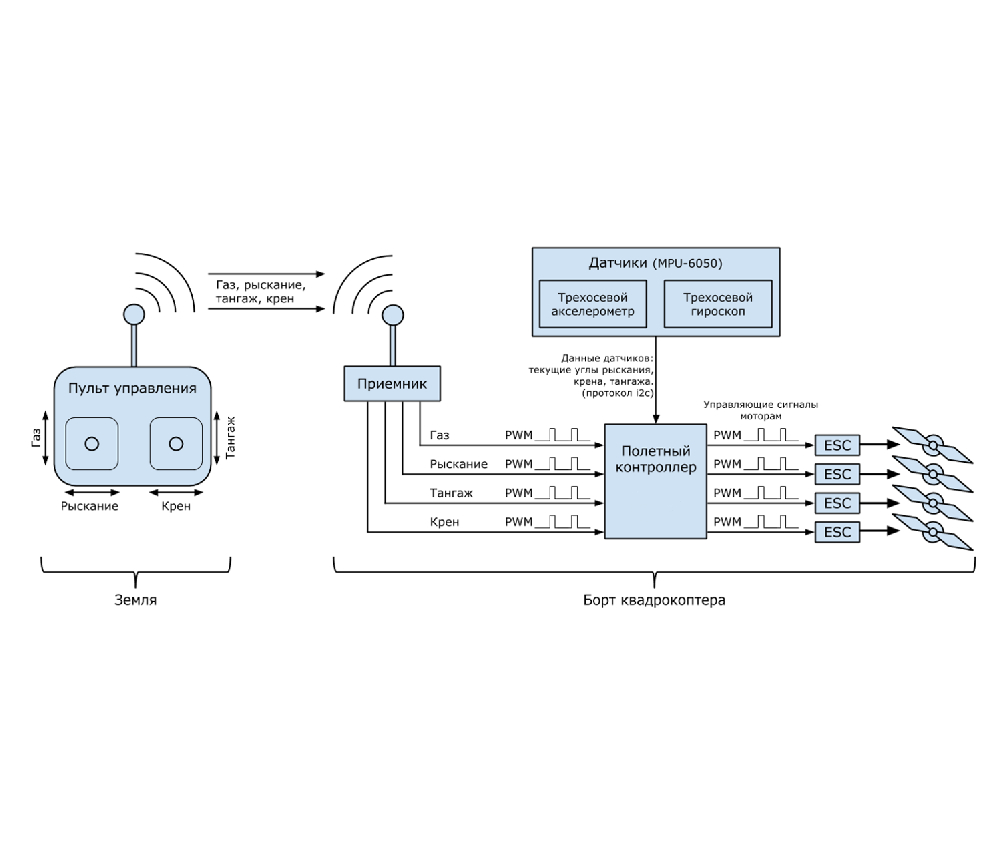 Датчики (MPU-6050)
Трехосевой
акселерометр
Трехосевой
гироскоп
Газ, рыскание,
тангаж, крен
Данные датчиков:
текущие углы рыскания,
крена, тангажа.
(протокол i2c)
Пульт управления
Газ
Тангаж
Рыскание
Крен
Приемник
Газ
PWM
Рыскание
PWM
Тангаж
PWM
Крен
PWM
Полетный
контроллер
Управляющие сигналы
моторам
PWM
ESC
PWM
ESC
PWM
ESC
PWM
ESC
Земля
Борт квадрокоптера